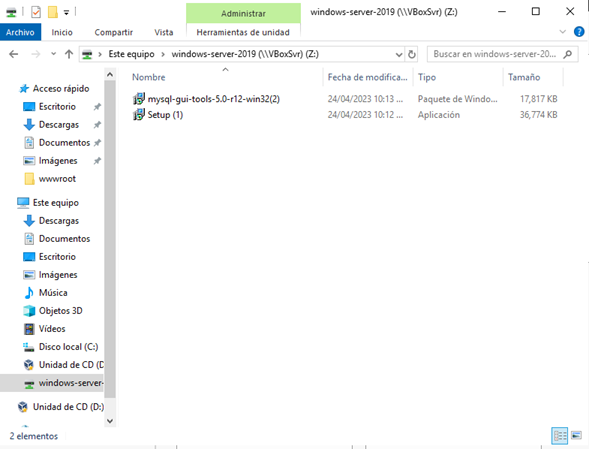 Administrar
windows-server-2019 (\\VBoxSvr) (Z:)
Archivo Inicio Compartir Vista Herramientas de unidad
Este equipo > windows-server-2019 (\\VBoxSvr) (Z:)
Buscar en windows-server-20...
Nombre Fecha de modifica... Tipo Tamaño
mysql-gui-tools-5.0-r12-win32(2) 24/04/2023 10:13 ... Paquete de Windo... 17,817 KB
Setup (1) 24/04/2023 10:12 ... Aplicación 36,774 KB
Acceso rápido
Escritorio
Descargas
Documentos
Imágenes
wwwroot
Este equipo
Descargas
Documentos
Escritorio
Imágenes
Música
Objetos 3D
Vídeos
Disco local (C:)
Unidad de CD (D
windows-server-
Unidad de CD (D:)
2 elementos